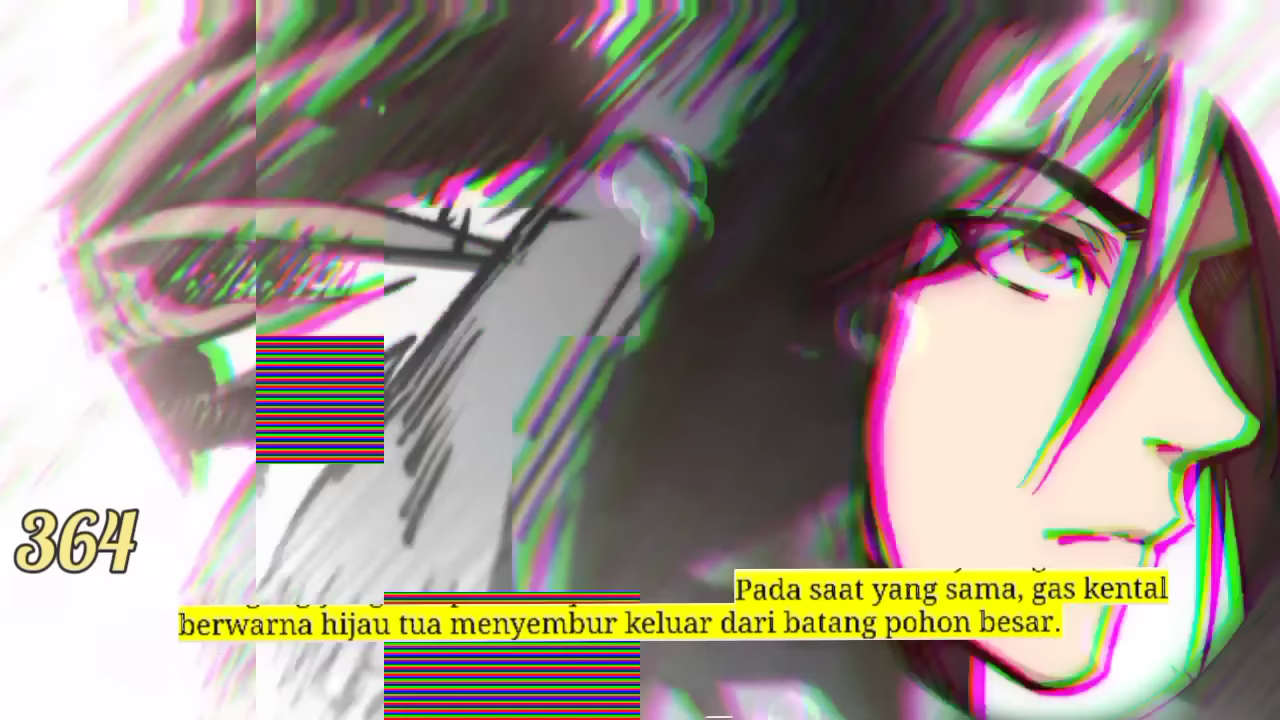 364
Pada saat yang sama, gas kental
berwarna hijau tua menyembur keluar dari batang pohon besar.